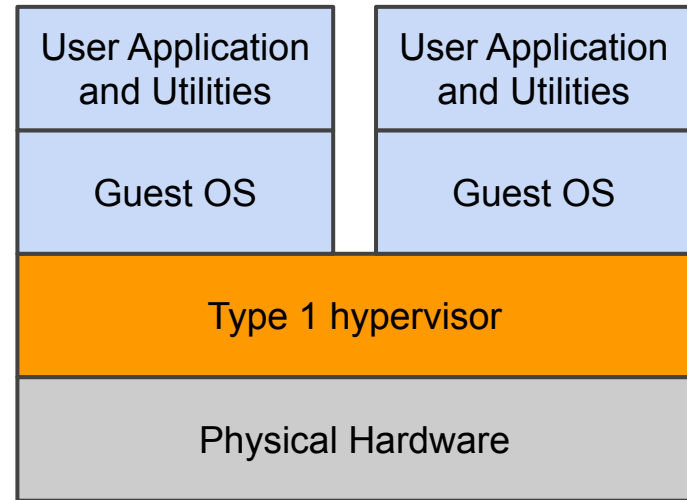 User Application
and Utilities
User Application
and Utilities
Guest OS
Guest OS
Type 1 hypervisor
Physical Hardware